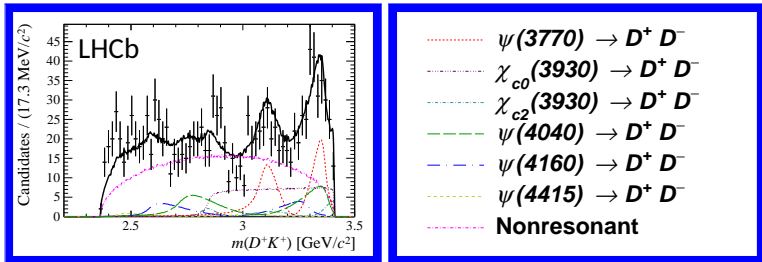 LHCb
Candidates / (17.3 MeV/c²)
45
40
35
30
25
20
15
10
5
0
2.5
3
3.5
m(D⁺K⁺) [GeV/c²]
ψ(3770) → D⁺ D⁻
χc0(3930) → D⁺ D⁻
χc2(3930) → D⁺ D⁻
ψ(4040) → D⁺ D⁻
ψ(4160) → D⁺ D⁻
ψ(4415) → D⁺ D⁻
Nonresonant